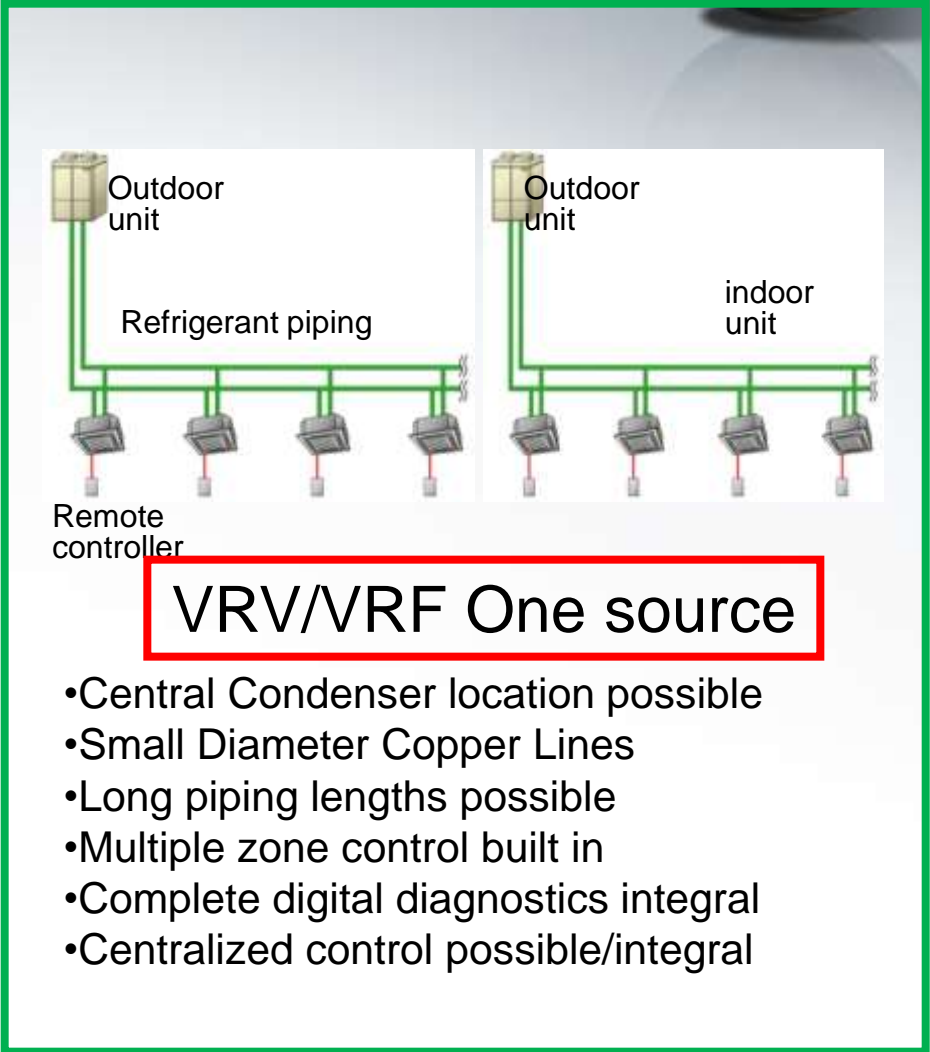 Outdoor
unit
Outdoor
unit
indoor
unit
Refrigerant piping
Remote
controller
VRV/VRF One source
•Central Condenser location possible
•Small Diameter Copper Lines
•Long piping lengths possible
•Multiple zone control built in
•Complete digital diagnostics integral
•Centralized control possible/integral